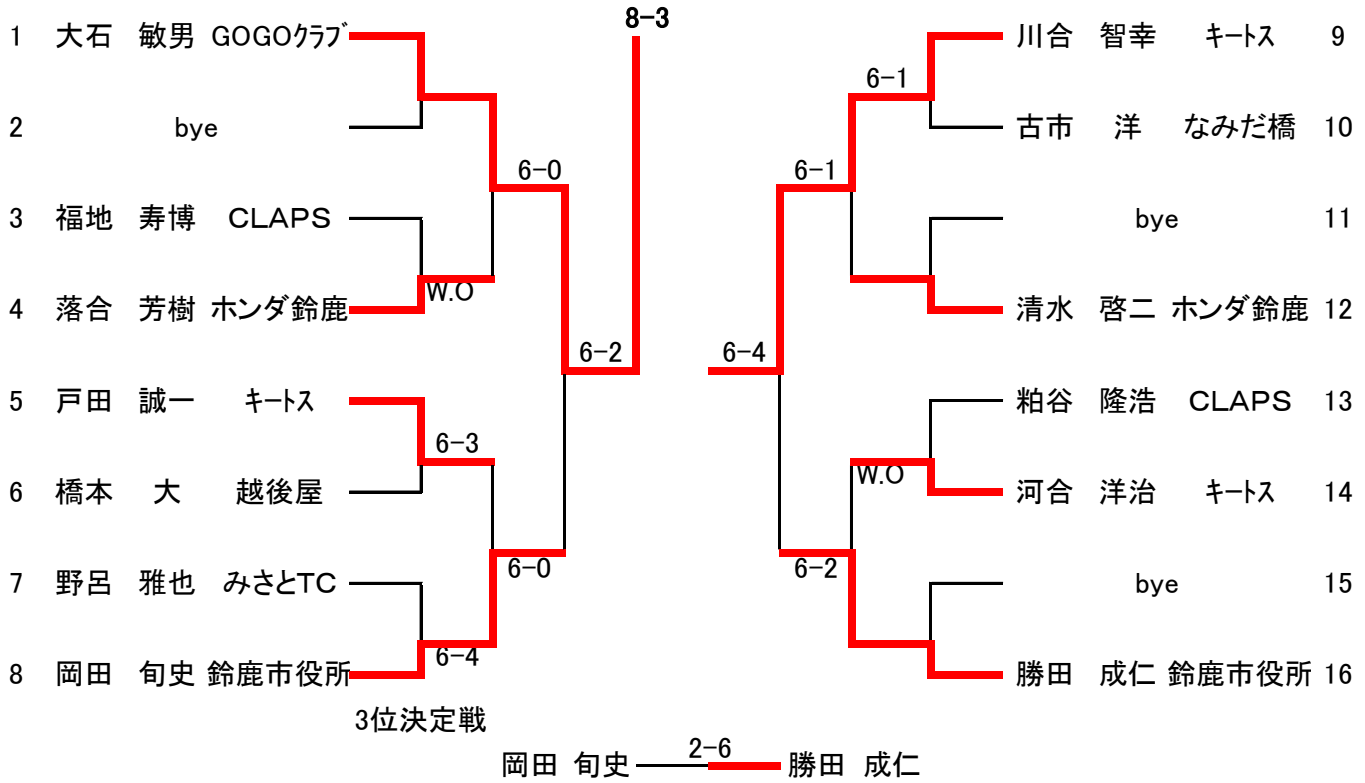 8-3
1 大石 敏男 GOGOクラブ
川合 智幸 キートス 9
6-1
2 bye
古市 洋 なみだ橋 10
6-0
6-1
3 福地 寿博 CLAPS
bye 11
W.O
4 落合 芳樹 ホンダ鈴鹿
清水 啓二 ホンダ鈴鹿 12
6-2
6-4
5 戸田 誠一 キートス
粕谷 隆浩 CLAPS 13
6-3
W.O
6 橋本 大 越後屋
河合 洋治 キートス 14
6-0
6-2
7 野呂 雅也 みさとTC
bye 15
6-4
8 岡田 旬史 鈴鹿市役所
勝田 成仁 鈴鹿市役所 16
3位決定戦
岡田 旬史 2-6 勝田 成仁